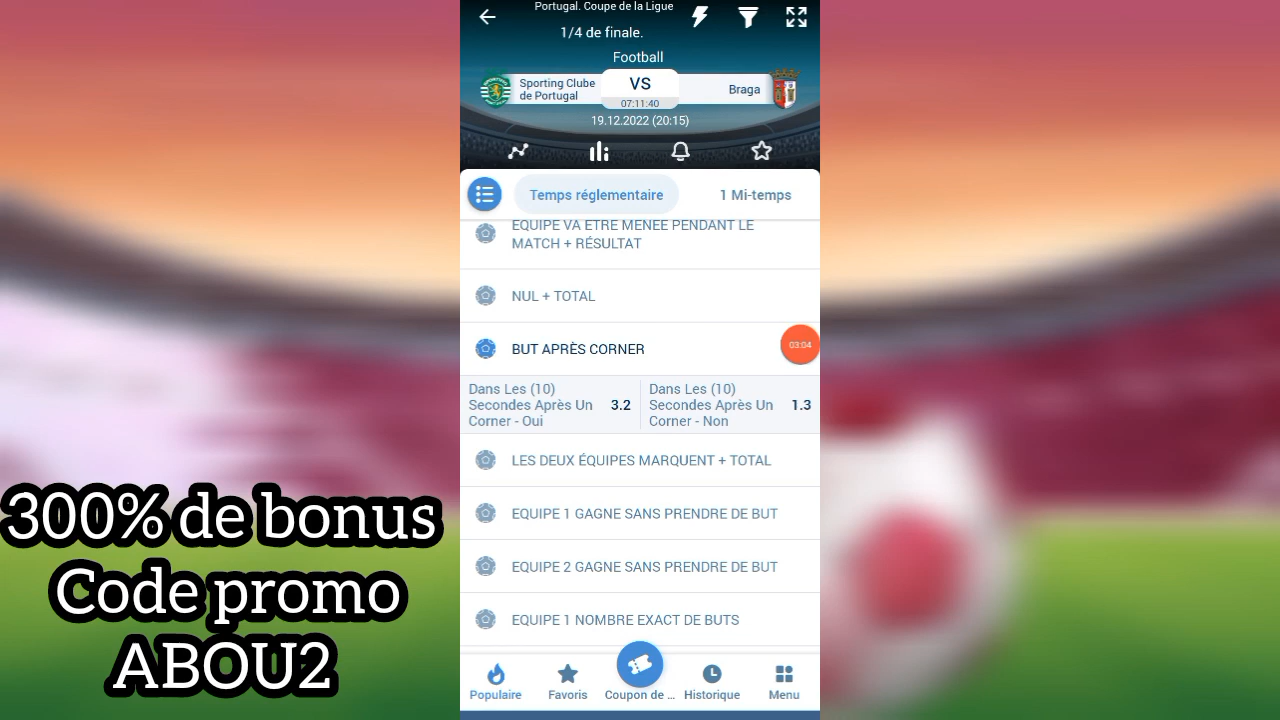 Portugal. Coupe de la Ligue
1/4 de finale.
Football
Sporting Clube
de Portugal
VS
Braga
07:11:40
19.12.2022 (20:15)
Temps réglementaire
1 Mi-temps
EQUIPE VA ETRE MENEE PENDANT LE
MATCH + RÉSULTAT
NUL + TOTAL
BUT APRÈS CORNER
03:04
Dans Les (10)
Secondes Après Un
Corner - Oui
3.2
Dans Les (10)
Secondes Après Un
Corner - Non
1.3
LES DEUX ÉQUIPES MARQUENT + TOTAL
EQUIPE 1 GAGNE SANS PRENDRE DE BUT
EQUIPE 2 GAGNE SANS PRENDRE DE BUT
EQUIPE 1 NOMBRE EXACT DE BUTS
Populaire
Favoris
Coupon de ...
Historique
Menu
300% de bonus
Code promo
ABOU2